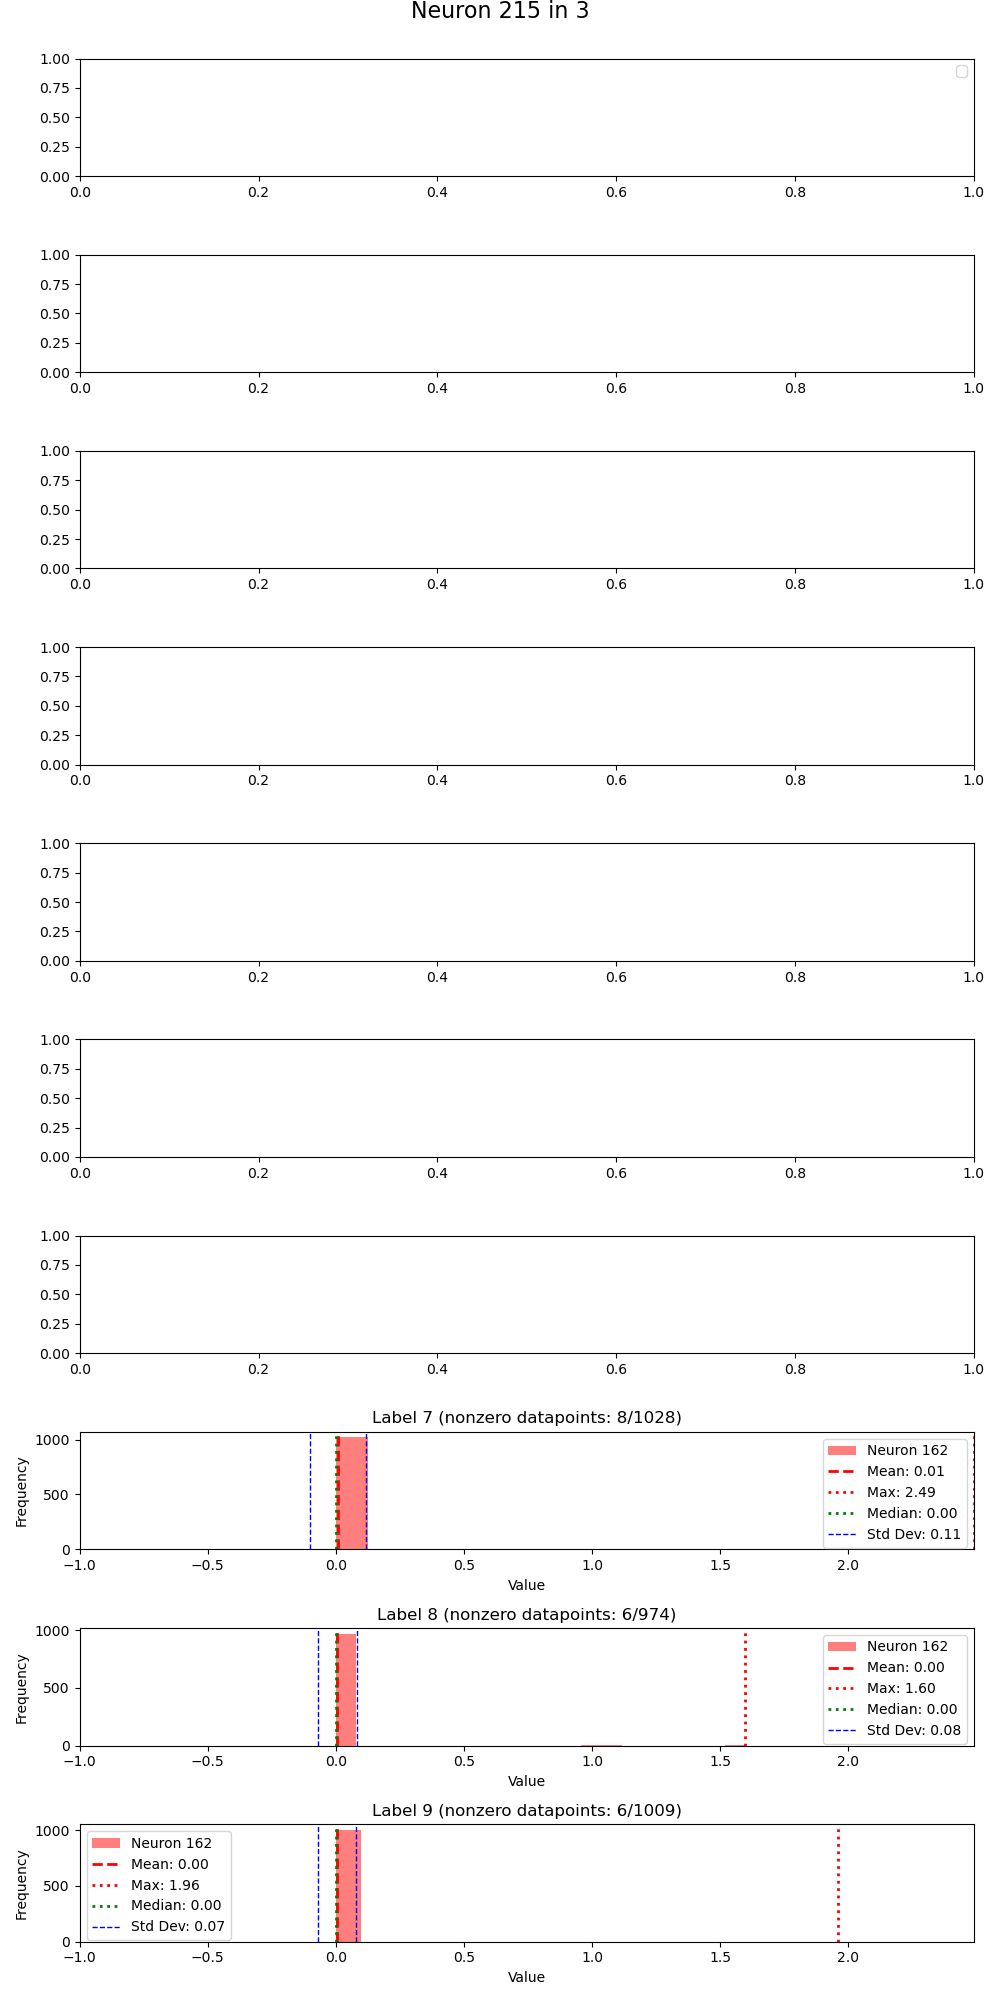 Neuron 215 in 3
1.00
0.75
0.50
0.25
0.00
0.0 0.2 0.4 0.6 0.8 1.0
1.00
0.75
0.50
0.25
0.00
0.0 0.2 0.4 0.6 0.8 1.0
1.00
0.75
0.50
0.25
0.00
0.0 0.2 0.4 0.6 0.8 1.0
1.00
0.75
0.50
0.25
0.00
0.0 0.2 0.4 0.6 0.8 1.0
1.00
0.75
0.50
0.25
0.00
0.0 0.2 0.4 0.6 0.8 1.0
1.00
0.75
0.50
0.25
0.00
0.0 0.2 0.4 0.6 0.8 1.0
1.00
0.75
0.50
0.25
0.00
0.0 0.2 0.4 0.6 0.8 1.0
Label 7 (nonzero datapoints: 8/1028)
Frequency
1000
500
0
Neuron 162
Mean: 0.01
Max: 2.49
Median: 0.00
Std Dev: 0.11
−1.0 −0.5 0.0 0.5 1.0 1.5 2.0
Value
Label 8 (nonzero datapoints: 6/974)
Frequency
1000
500
0
Neuron 162
Mean: 0.00
Max: 1.60
Median: 0.00
Std Dev: 0.08
−1.0 −0.5 0.0 0.5 1.0 1.5 2.0
Value
Label 9 (nonzero datapoints: 6/1009)
Frequency
1000
500
0
Neuron 162
Mean: 0.00
Max: 1.96
Median: 0.00
Std Dev: 0.07
−1.0 −0.5 0.0 0.5 1.0 1.5 2.0
Value